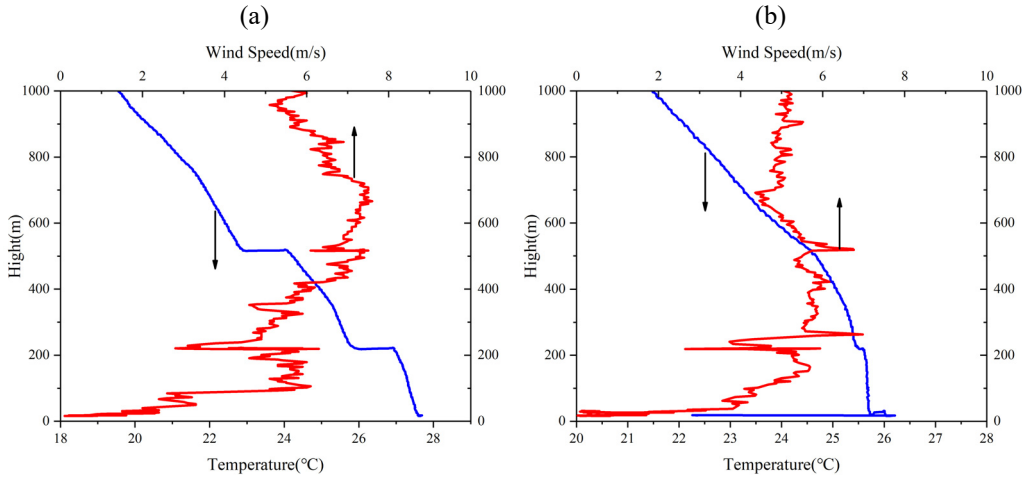 (a) (b)
Wind Speed(m/s) Wind Speed(m/s)
0 2 4 6 8 10 0 2 4 6 8 10
1000 1000 1000 1000
800 800 800 800
600 600 600 600
Hight(m) Hight(m)
400 400 400 400
200 200 200 200
0 0 0 0
18 20 22 24 26 28 20 21 22 23 24 25 26 27 28
Temperature(℃) Temperature(℃)